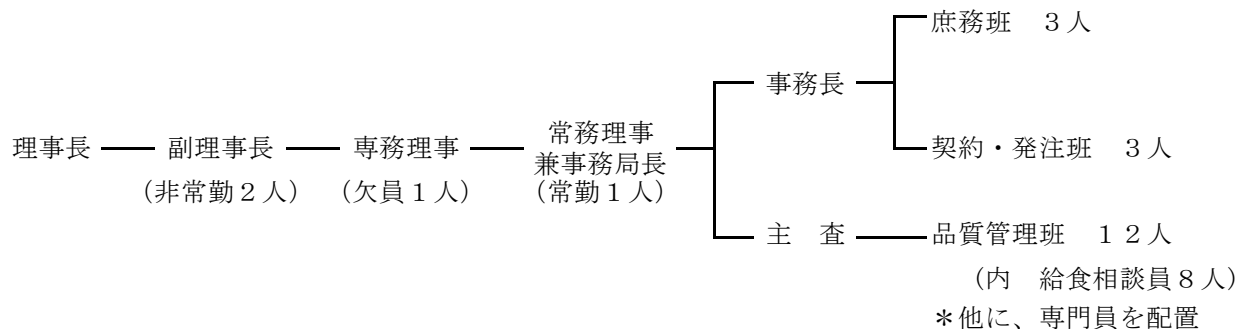 庶務班　３人
事務長
理事長
副理事長
専務理事
常務理事
兼事務局長
(非常勤２人)
(欠員１人)
(常勤１人)
契約・発注班　３人
主　査
品質管理班　１２人
(内　給食相談員８人)
＊他に、専門員を配置